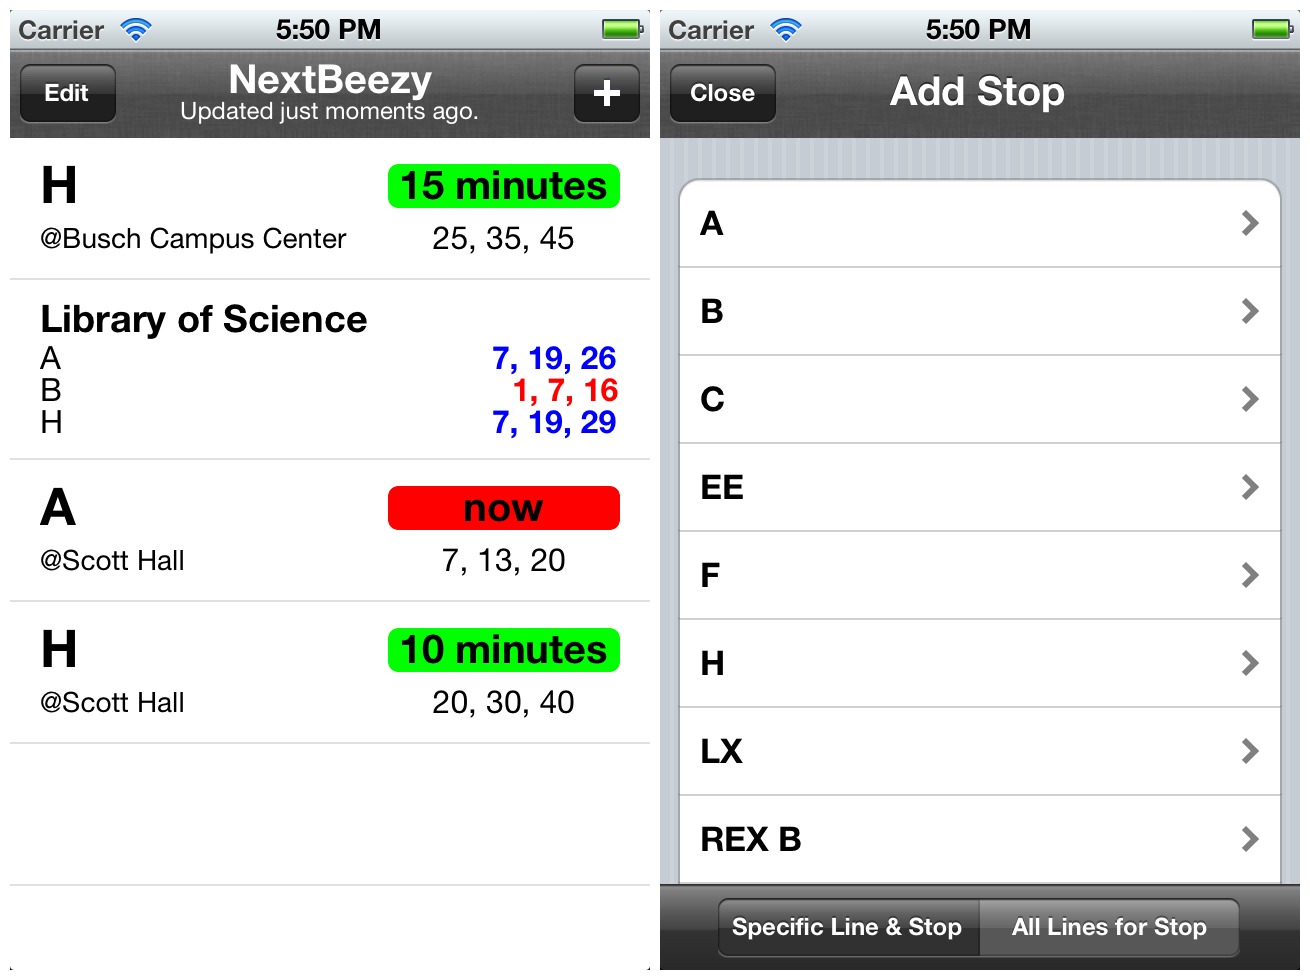 Carrier 5:50 PM
Edit NextBeezy +
Updated just moments ago.
H 15 minutes
@Busch Campus Center 25, 35, 45
Library of Science
A 7, 19, 26
B 1, 7, 16
H 7, 19, 29
A now
@Scott Hall 7, 13, 20
H 10 minutes
@Scott Hall 20, 30, 40
Carrier 5:50 PM
Close Add Stop
A
B
C
EE
F
H
LX
REX B
Specific Line & Stop All Lines for Stop